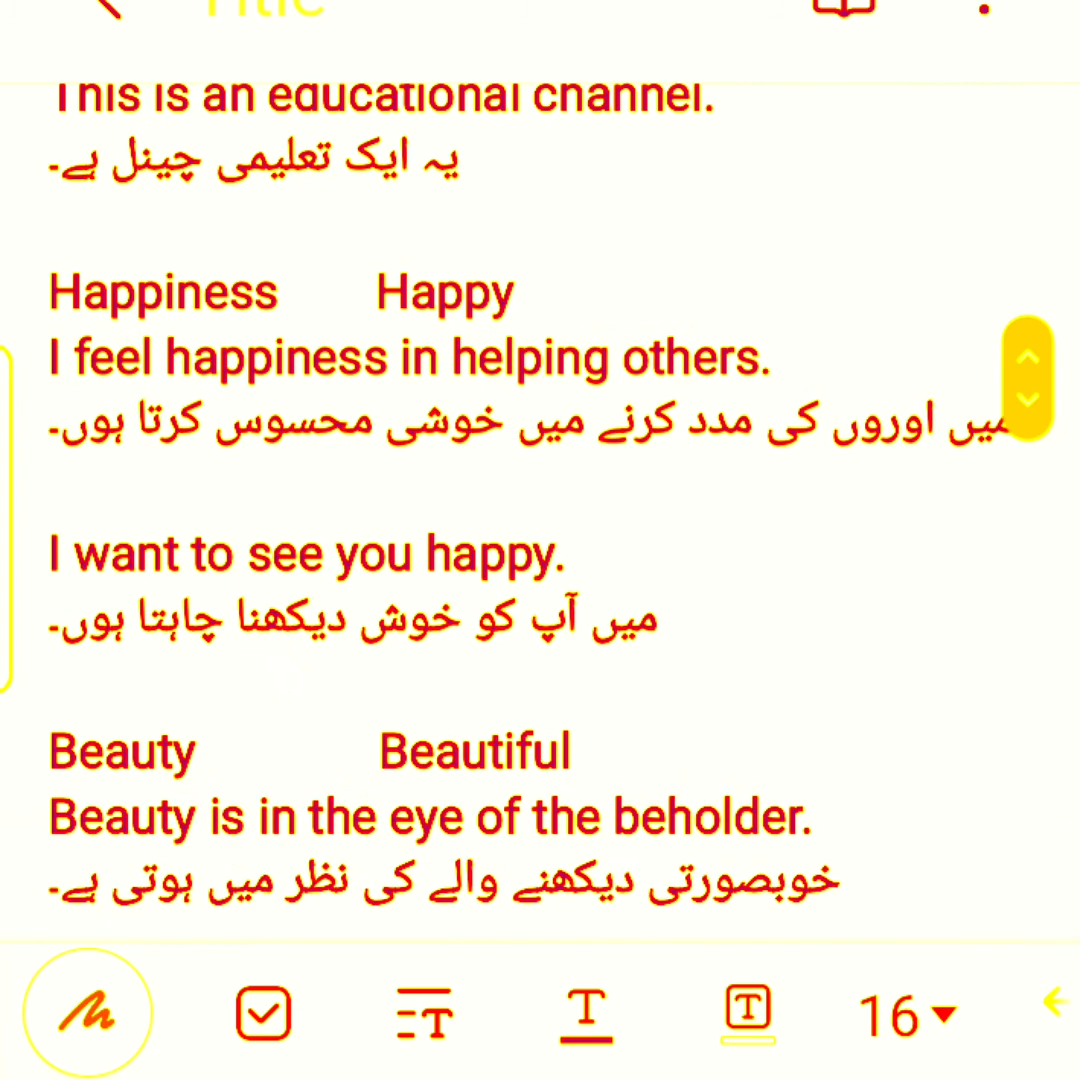 Title
This is an educational channel.
یہ ایک تعلیمی چینل ہے۔
Happiness Happy
I feel happiness in helping others.
میں اوروں کی مدد کرنے میں خوشی محسوس کرتا ہوں۔
I want to see you happy.
میں آپ کو خوش دیکھنا چاہتا ہوں۔
Beauty Beautiful
Beauty is in the eye of the beholder.
خوبصورتی دیکھنے والے کی نظر میں ہوتی ہے۔
T T T 16